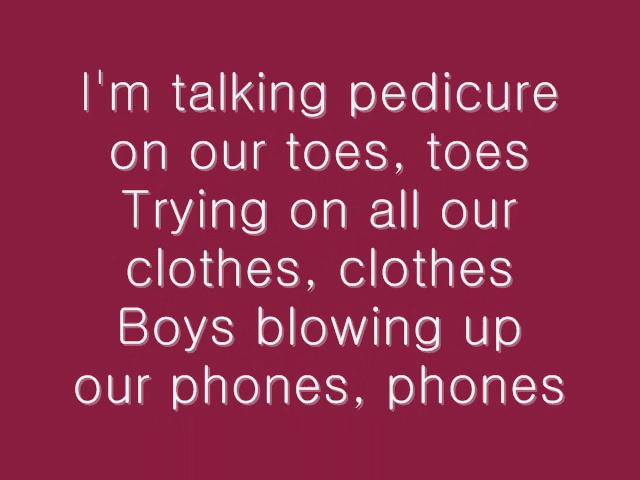 I'm talking pedicure
on our toes, toes
Trying on all our
clothes, clothes
Boys blowing up
our phones, phones